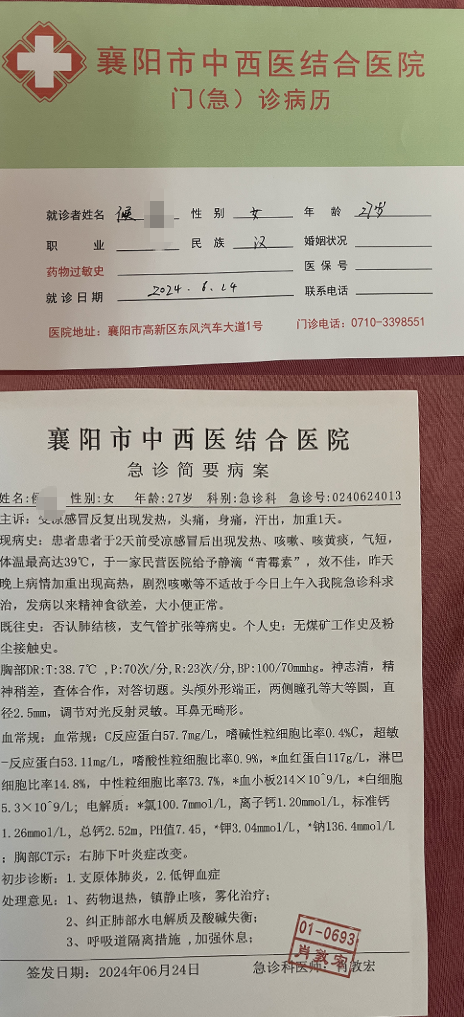 襄阳市中西医结合医院
门(急)诊病历
就诊者姓名 侯 性别 女 年龄 27岁
职业 民族 汉 婚姻状况
药物过敏史 医保号
就诊日期 2024.6.24 联系电话
医院地址：襄阳市高新区东风汽车大道1号 门诊电话：0710-3398551
襄阳市中西医结合医院
急诊简要病案
姓名:侯 性别:女 年龄:27岁 科别:急诊科 急诊号:0240624013
主诉：受凉感冒反复出现发热，头痛，身痛，汗出，加重1天。
现病史：患者患者于2天前受凉感冒后出现发热、咳嗽、咳黄痰，气短，
体温最高达39℃，于一家民营医院给予静滴“青霉素”，效不佳，昨天
晚上病情加重出现高热，剧烈咳嗽等不适故于今日上午入我院急诊科求
治，发病以来精神食欲差，大小便正常。
既往史：否认肺结核，支气管扩张等病史。个人史：无煤矿工作史及粉
尘接触史。
胸部DR:T:38.7℃ ,P:70次/分,R:23次/分,BP:100/70mmhg。神志清，精
神稍差，查体合作，对答切题。头颅外形端正，两侧瞳孔等大等圆，直
径2.5mm，调节对光反射灵敏。耳鼻无畸形。
血常规：血常规：C反应蛋白57.7mg/L，嗜碱性粒细胞比率0.4%C，超敏
-反应蛋白53.11mg/L，嗜酸性粒细胞比率0.9%，*血红蛋白117g/L，淋巴
细胞比率14.8%，中性粒细胞比率73.7%，*血小板214×10^9/L，*白细胞
5.3×10^9/L；电解质：*氯100.7mmol/L，离子钙1.20mmol/L，标准钙
1.26mmol/L，总钙2.52m，PH值7.45，*钾3.04mmol/L，*钠136.4mmol/L
；胸部CT示：右肺下叶炎症改变。
初步诊断：1.支原体肺炎，2.低钾血症
处理意见：1、药物退热，镇静止咳，雾化治疗；
2、纠正肺部水电解质及酸碱失衡；
3、呼吸道隔离措施，加强休息；
01-0693
肖敦宏
签发日期：2024年06月24日 急诊科医师：肖敦宏